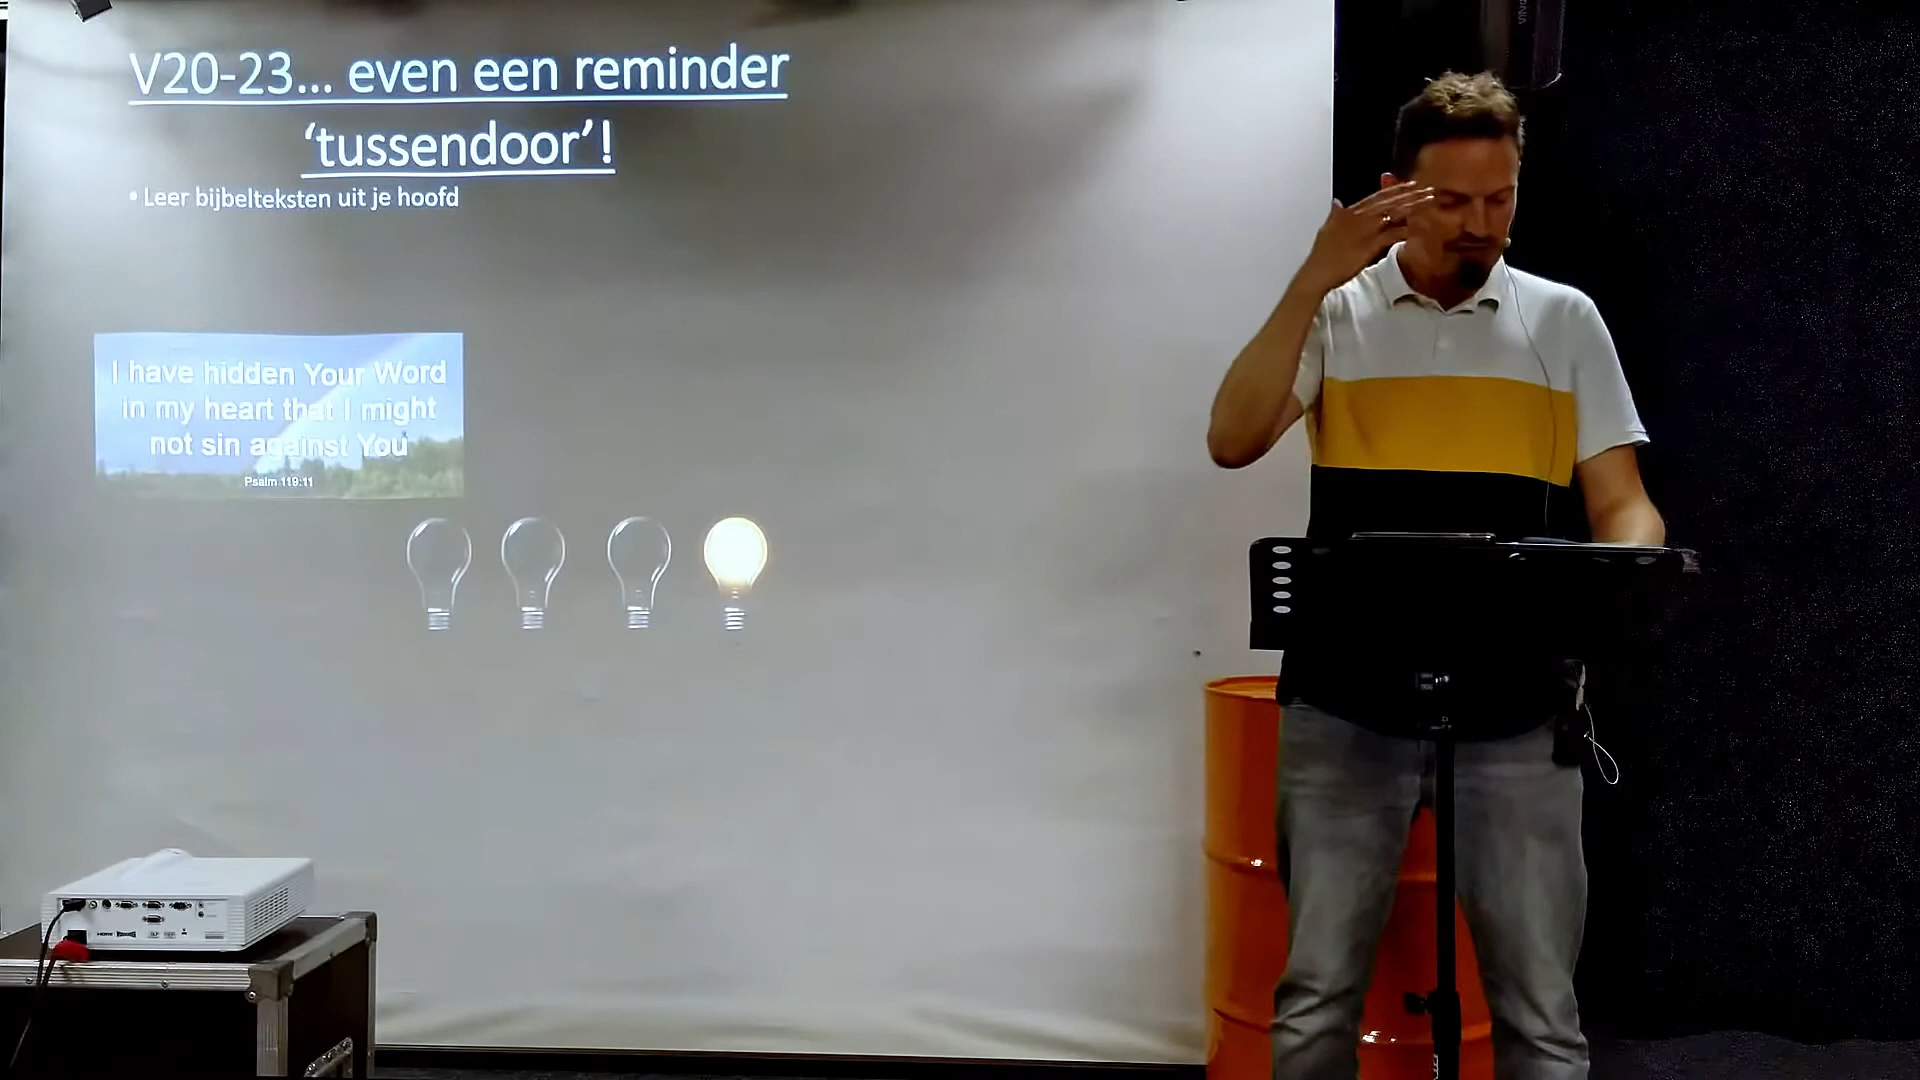 V20-23... even een reminder
‘tussendoor’!
• Leer bijbelteksten uit je hoofd
I have hidden Your Word
in my heart that I might
not sin against You
Psalm 119:11